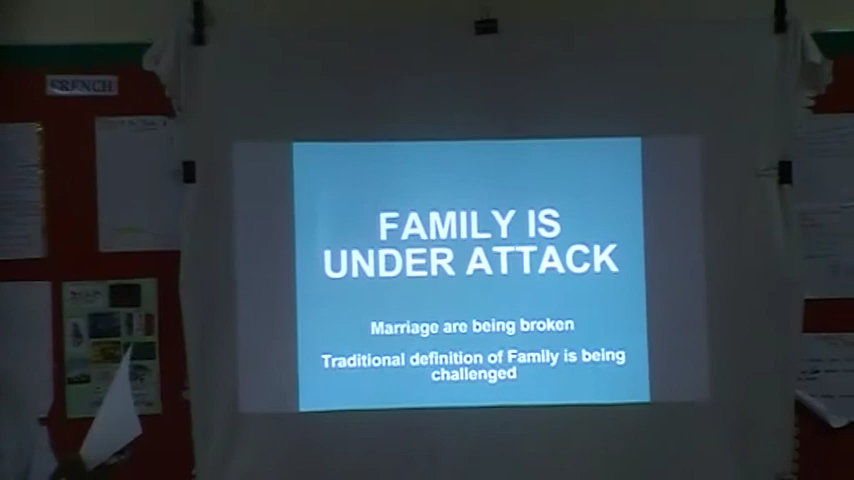 FRENCH
FAMILY IS
UNDER ATTACK
Marriage are being broken
Traditional definition of Family is being
challenged